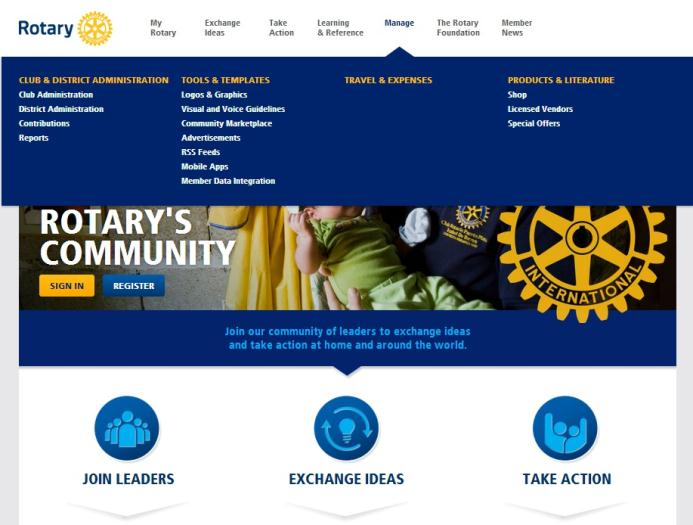 Rotary
My
Rotary
Exchange
Ideas
Take
Action
Learning
& Reference
Manage
The Rotary
Foundation
Member
News
CLUB & DISTRICT ADMINISTRATION
Club Administration
District Administration
Contributions
Reports
TOOLS & TEMPLATES
Logos & Graphics
Visual and Voice Guidelines
Community Marketplace
Advertisements
RSS Feeds
Mobile Apps
Member Data Integration
TRAVEL & EXPENSES
PRODUCTS & LITERATURE
Shop
Licensed Vendors
Special Offers
ROTARY'S
COMMUNITY
SIGN IN
REGISTER
INTERNATIONAL
Join our community of leaders to exchange ideas
and take action at home and around the world.
JOIN LEADERS
EXCHANGE IDEAS
TAKE ACTION